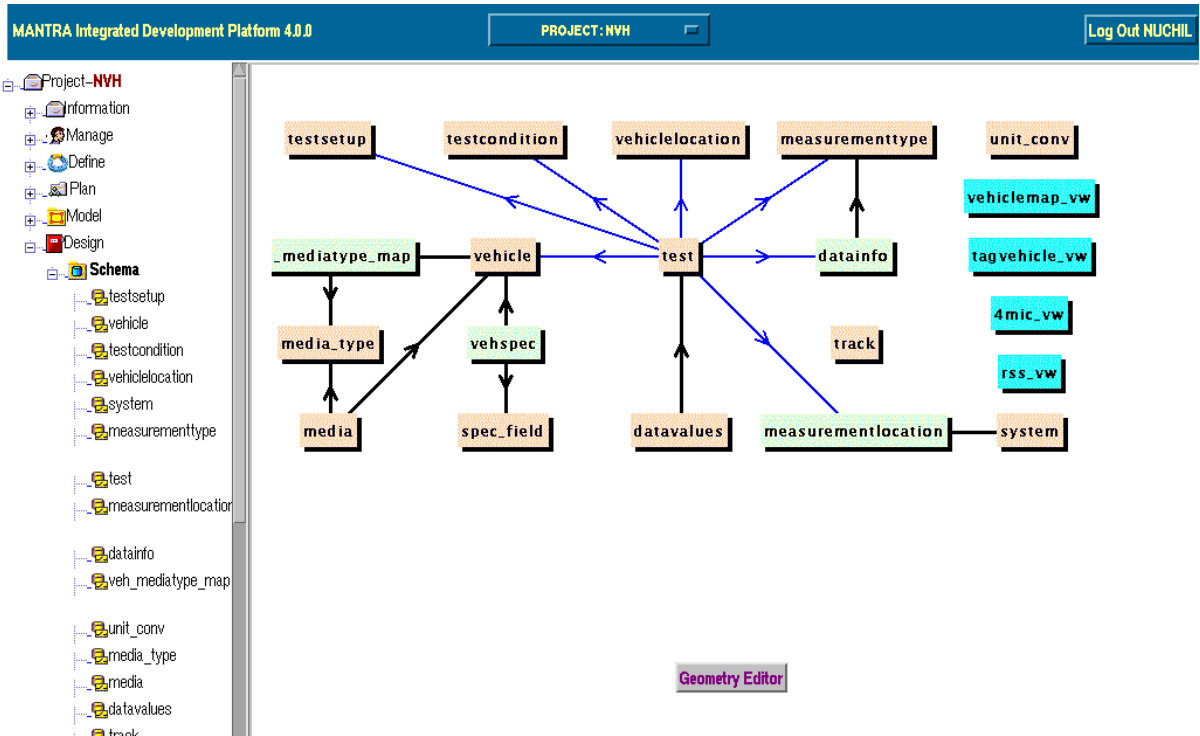 MANTRA Integrated Development Platform 4.0.0
PROJECT: NVH
Log Out NUCHIL
Project-NVH
Information
Manage
Define
Plan
Model
Design
Schema
testsetup
vehicle
testcondition
vehiclelocation
system
measurementtype
test
measurementlocation
datainfo
veh_mediatype_map
unit_conv
media_type
media
datavalues
track
testsetup testcondition vehiclelocation measurementtype unit_conv
vehiclemap_vw
_mediatype_map vehicle test datainfo tagvehicle_vw
4mic_vw
media_type vehspec track
rss_vw
media spec_field datavalues measurementlocation system
Geometry Editor